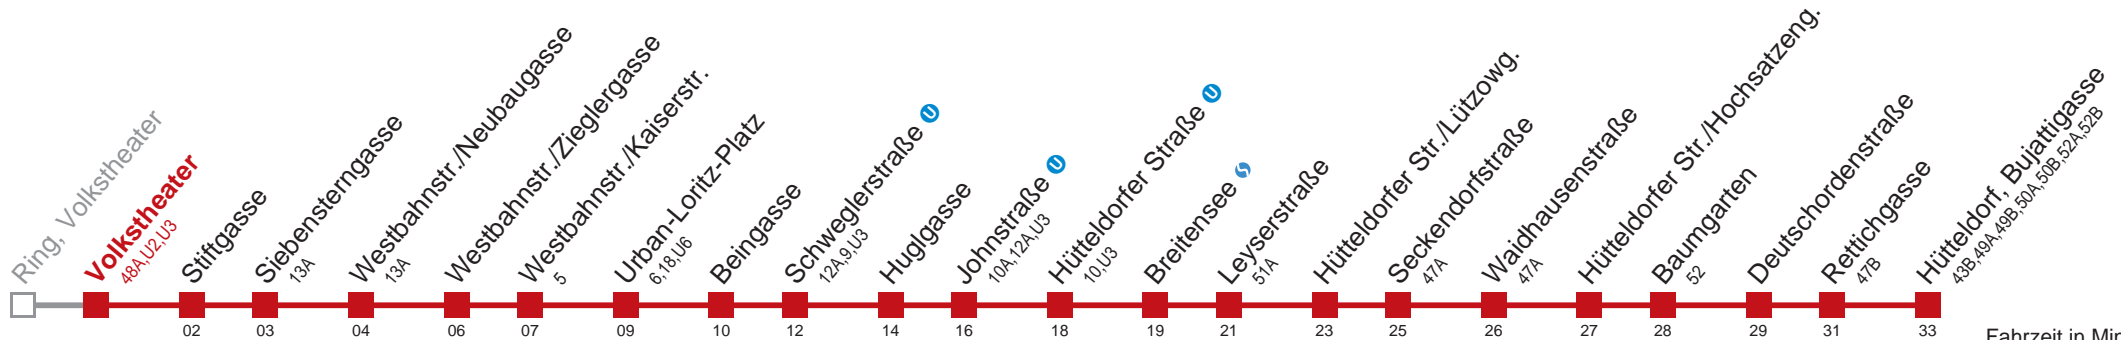 Ring, Volkstheater
Volkstheater
48A,U2,U3
Stiftgasse
02
Siebensterngasse
13A
03
Westbahnstr./Neubaugasse
13A
04
Westbahnstr./Zieglergasse
06
Westbahnstr./Kaiserstr.
5
07
Urban-Loritz-Platz
6,18,U6
09
Beingasse
10
Schweglerstraße U
12A,9,U3
12
Huglgasse
14
Johnstraße U
10A,12A,U3
16
Hütteldorfer Straße U
10,U3
18
Breitensee
19
Leyserstraße
51A
21
Hütteldorfer Str./Lützowg.
23
Seckendorfstraße
47A
25
Waidhausenstraße
47A
26
Hütteldorfer Str./Hochsatzeng.
27
Baumgarten
52
28
Deutschordenstraße
29
Rettichgasse
47B
31
Hütteldorf, Bujattigasse
43B,49A,49B,50A,50B,52A,52B
33
Fahrzeit in Min